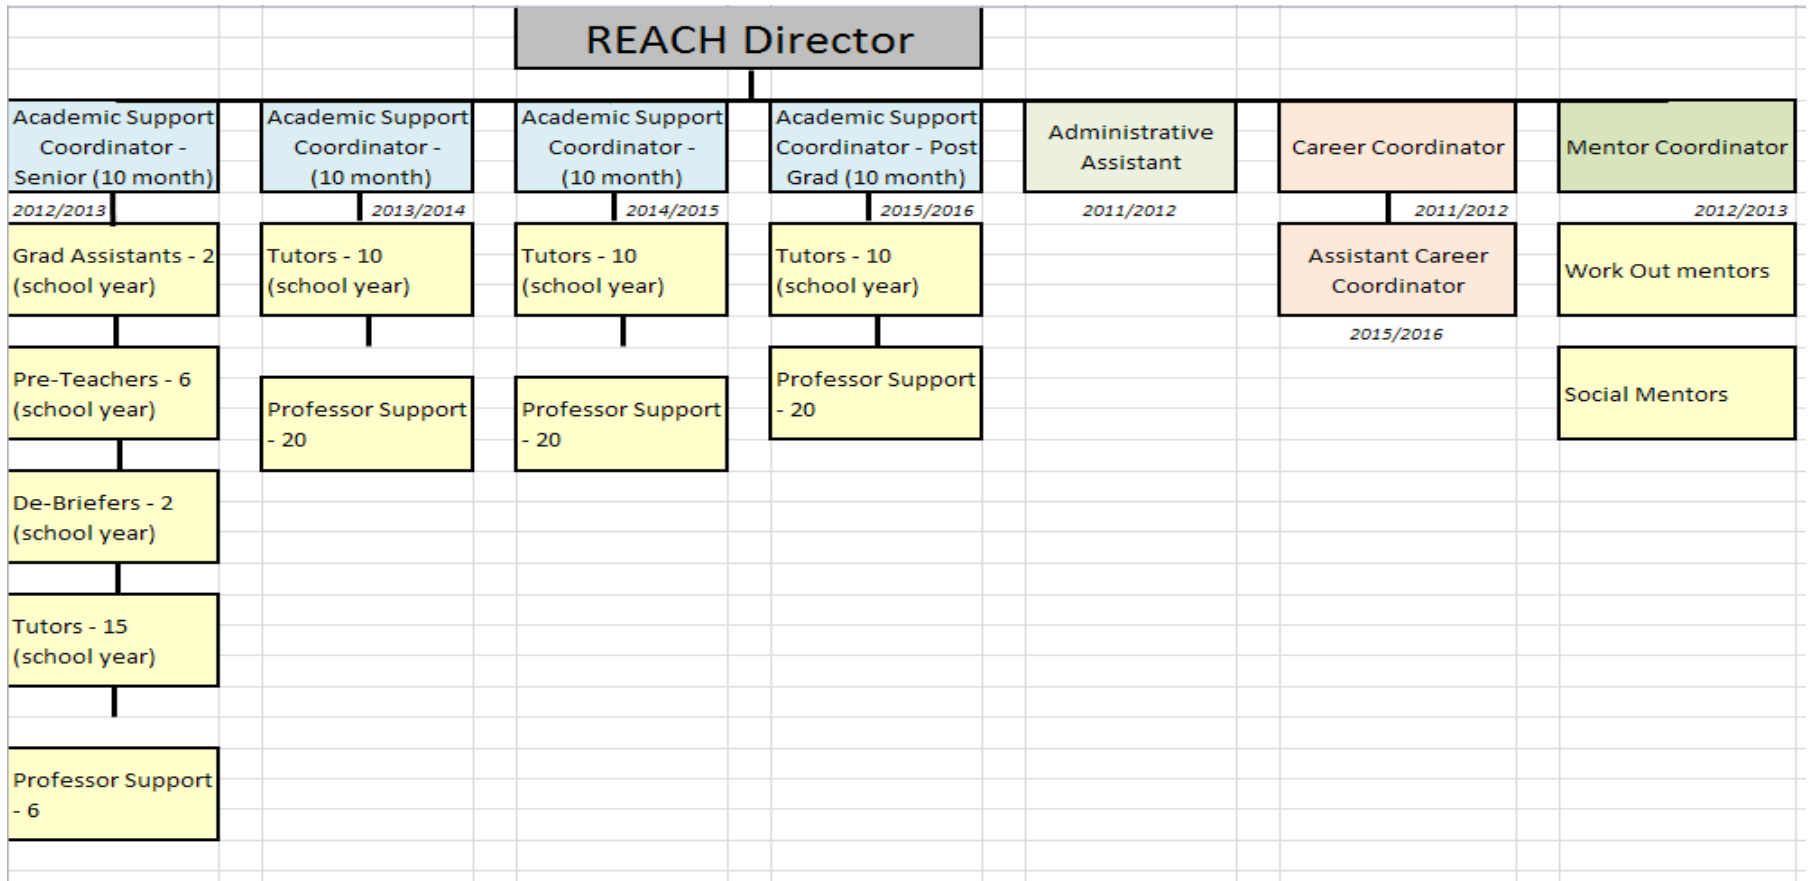 REACH Director
Academic Support
Coordinator -
Senior (10 month)
2012/2013
Grad Assistants - 2
(school year)
Pre-Teachers - 6
(school year)
De-Briefers - 2
(school year)
Tutors - 15
(school year)
Professor Support
- 6
Academic Support
Coordinator -
(10 month)
2013/2014
Tutors - 10
(school year)
Professor Support
- 20
Academic Support
Coordinator -
(10 month)
2014/2015
Tutors - 10
(school year)
Professor Support
- 20
Academic Support
Coordinator - Post
Grad (10 month)
2015/2016
Tutors - 10
(school year)
Professor Support
- 20
Administrative
Assistant
2011/2012
Career Coordinator
2011/2012
Assistant Career
Coordinator
2015/2016
Mentor Coordinator
2012/2013
Work Out mentors
Social Mentors